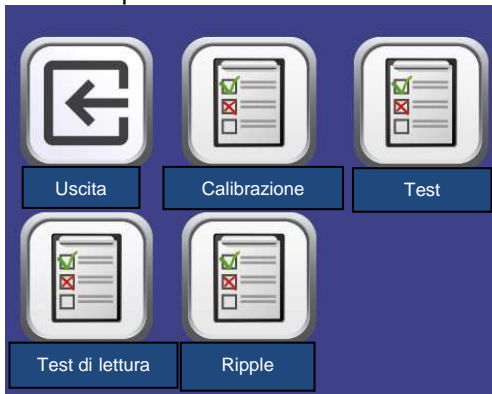 Uscita
Calibrazione
Test
Test di lettura
Ripple